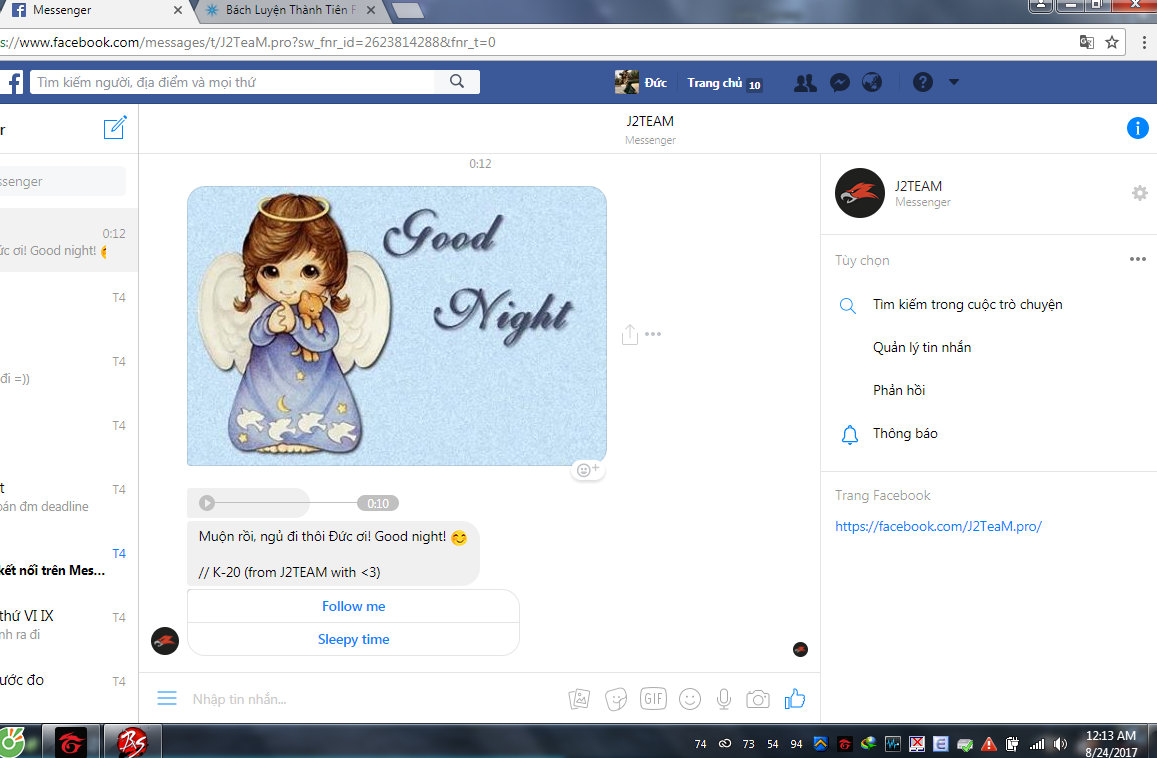 Messenger
Bách Luyện Thành Tiên
s://www.facebook.com/messages/t/J2TeaM.pro?sw_fnr_id=2623814288&fnr_t=0
Tìm kiếm người, địa điểm và mọi thứ
Đức
Trang chủ 10
r
J2TEAM
Messenger
ssenger
0:12
ức ơi! Good night!
T4
T4
đi =))
T4
t
T4
oán đm deadline
T4
kết nối trên Mes...
thứ VI IX
T4
nh ra đi
ước đo
T4
0:12
Good
Night
0:10
Muộn rồi, ngủ đi thôi Đức ơi! Good night! 😊
// K-20 (from J2TEAM with <3)
Follow me
Sleepy time
Nhập tin nhắn...
GIF
J2TEAM
Messenger
Tùy chọn
Tìm kiếm trong cuộc trò chuyện
Quản lý tin nhắn
Phản hồi
Thông báo
Trang Facebook
https://facebook.com/J2TeaM.pro/
BS
74
73
54
94
12:13 AM
8/24/2017